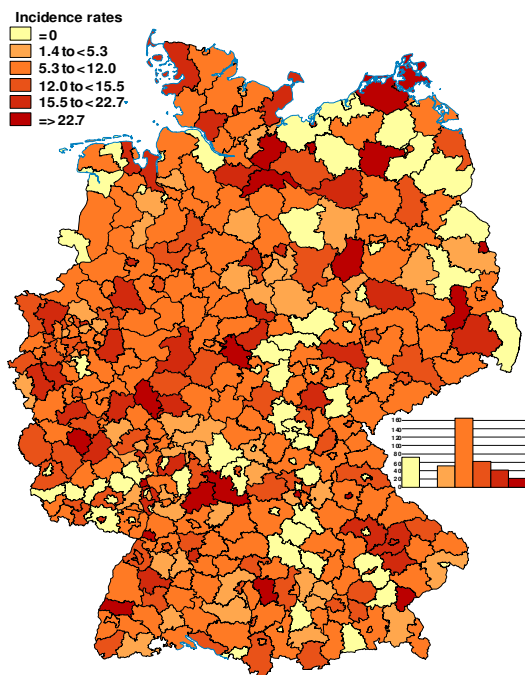 Incidence rates
=0
1.4 to< 5.3
5.3 to< 12.0
12.0 to< 15.5
15.5 to< 22.7
=> 22.7
160
140
120
100
80
60
40
20
0